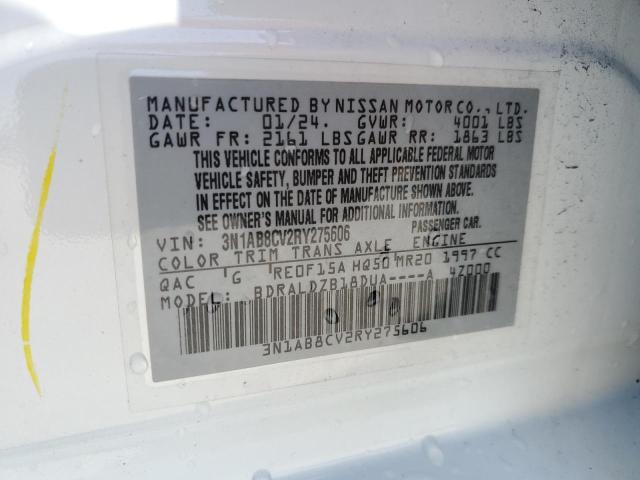 MANUFACTURED BY NISSAN MOTOR CO., LTD.
DATE: 01/24. GVWR: 4001 LBS
GAWR FR: 2161 LBS GAWR RR: 1863 LBS
THIS VEHICLE CONFORMS TO ALL APPLICABLE FEDERAL MOTOR
VEHICLE SAFETY, BUMPER AND THEFT PREVENTION STANDARDS
IN EFFECT ON THE DATE OF MANUFACTURE SHOWN ABOVE.
SEE OWNER'S MANUAL FOR ADDITIONAL INFORMATION.
VIN: 3N1AB8CV2RY275606 PASSENGER CAR.
COLOR TRIM TRANS AXLE ENGINE
QAC G RE0F15A HQ50 MR20 1997 CC
MODEL: BDRALDZB18DUA----A 47000
3N1AB8CV2RY275606